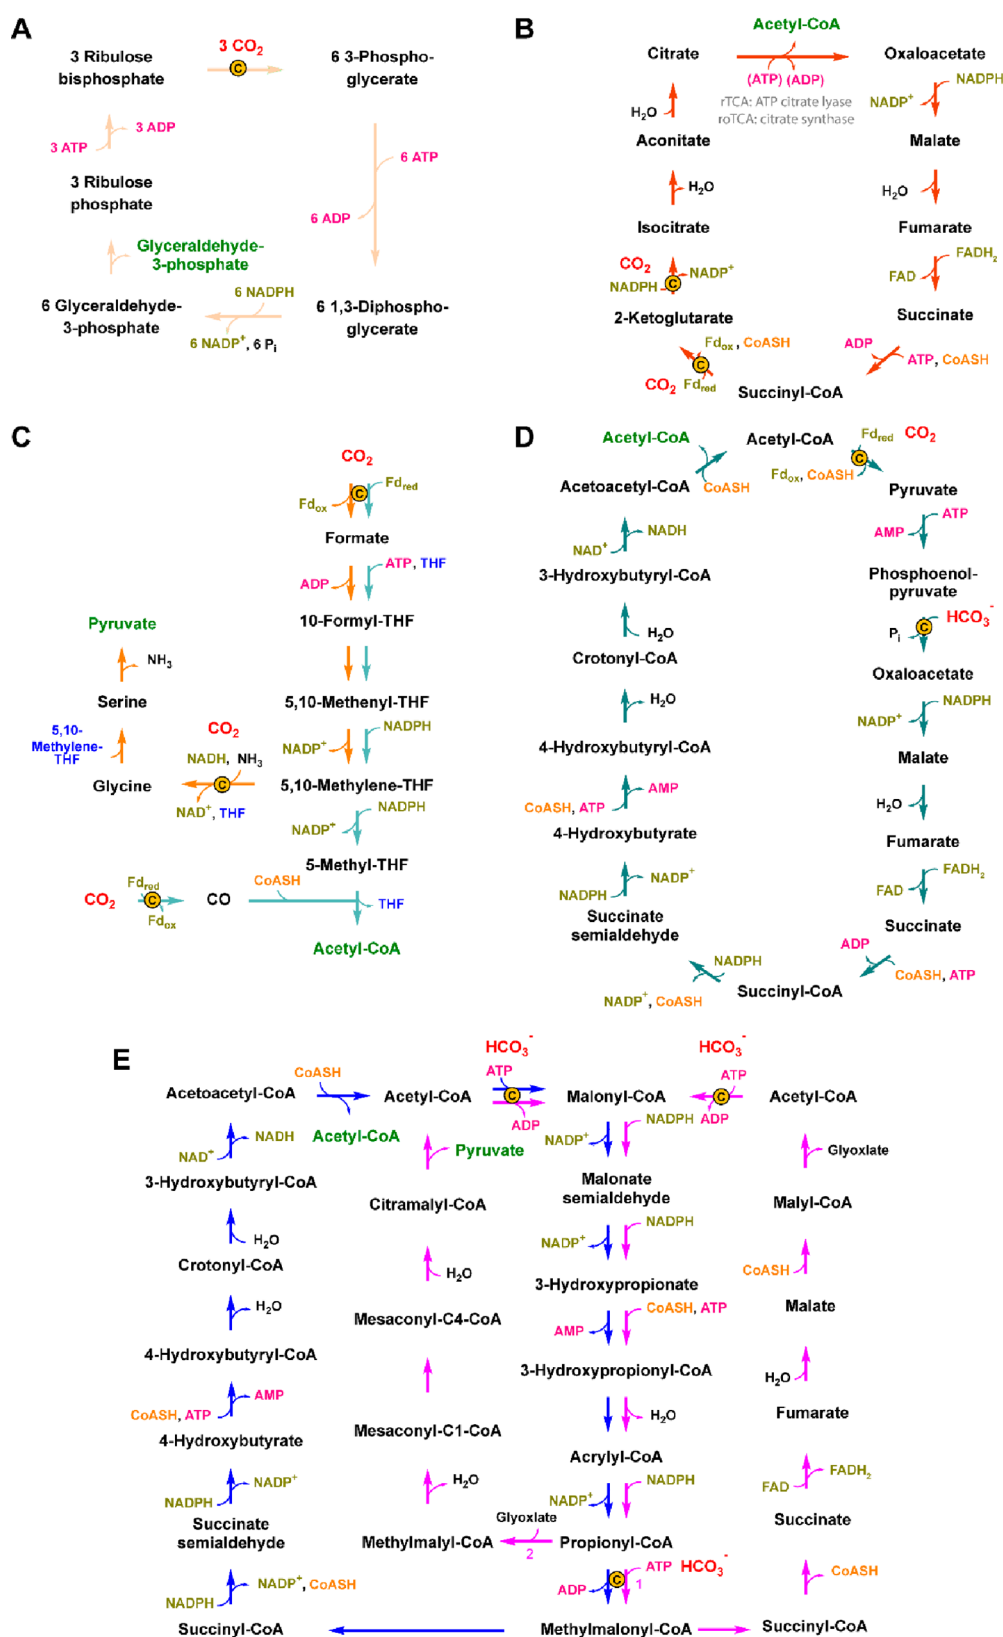 A
3 Ribulose
bisphosphate
3 CO2
C
6 3-Phospho-
glycerate
3 ADP
3 ATP
6 ATP
3 Ribulose
phosphate
6 ADP
Glyceraldehyde-
3-phosphate
6 Glyceraldehyde-
3-phosphate
6 NADPH
6 NADP+, 6 Pi
6 1,3-Diphospho-
glycerate
B
Acetyl-CoA
Citrate
Oxaloacetate
(ATP) (ADP)
rTCA: ATP citrate lyase
roTCA: citrate synthase
NADPH
NADP+
H2O
Aconitate
Malate
H2O
H2O
Isocitrate
Fumarate
CO2
NADP+
NADPH
C
FADH2
FAD
2-Ketoglutarate
Succinate
Fdox, CoASH
C
CO2
Fdred
ADP
ATP, CoASH
Succinyl-CoA
C
CO2
Fdred
C
Fdox
Formate
ATP, THF
ADP
10-Formyl-THF
Pyruvate
NH3
Serine
5,10-Methenyl-THF
5,10-
Methylene-
THF
CO2
NADPH
NADP+
NADH, NH3
C
Glycine
5,10-Methylene-THF
NAD+, THF
NADPH
NADP+
5-Methyl-THF
CO2
Fdred
C
Fdox
CO
CoASH
THF
Acetyl-CoA
D
Acetyl-CoA
Acetyl-CoA
Fdred
CO2
C
Fdox, CoASH
CoASH
Acetoacetyl-CoA
Pyruvate
NADH
NAD+
ATP
AMP
3-Hydroxybutyryl-CoA
Phosphoenol-
pyruvate
H2O
HCO3-
C
Pi
Crotonyl-CoA
Oxaloacetate
H2O
NADPH
NADP+
4-Hydroxybutyryl-CoA
Malate
AMP
CoASH, ATP
H2O
4-Hydroxybutyrate
Fumarate
NADP+
NADPH
FADH2
FAD
Succinate
semialdehyde
Succinate
NADPH
NADP+, CoASH
ADP
CoASH, ATP
Succinyl-CoA
E
HCO3-
HCO3-
Acetoacetyl-CoA
CoASH
Acetyl-CoA
ATP
C
ADP
Malonyl-CoA
ATP
C
ADP
Acetyl-CoA
Acetyl-CoA
NADH
NAD+
Pyruvate
NADPH
NADP+
Glyoxlate
3-Hydroxybutyryl-CoA
Citramalyl-CoA
Malonate
semialdehyde
Malyl-CoA
H2O
NADPH
NADP+
Crotonyl-CoA
H2O
3-Hydroxypropionate
CoASH
H2O
Mesaconyl-C4-CoA
CoASH, ATP
AMP
Malate
4-Hydroxybutyryl-CoA
3-Hydroxypropionyl-CoA
H2O
AMP
CoASH, ATP
H2O
4-Hydroxybutyrate
Mesaconyl-C1-CoA
Acrylyl-CoA
Fumarate
NADP+
NADPH
H2O
NADPH
NADP+
FADH2
FAD
Succinate
semialdehyde
Methylmalyl-CoA
Glyoxlate
2
Propionyl-CoA
Succinate
NADP+, CoASH
NADPH
ATP
HCO3-
ADP
C
1
CoASH
Succinyl-CoA
Methylmalonyl-CoA
Succinyl-CoA